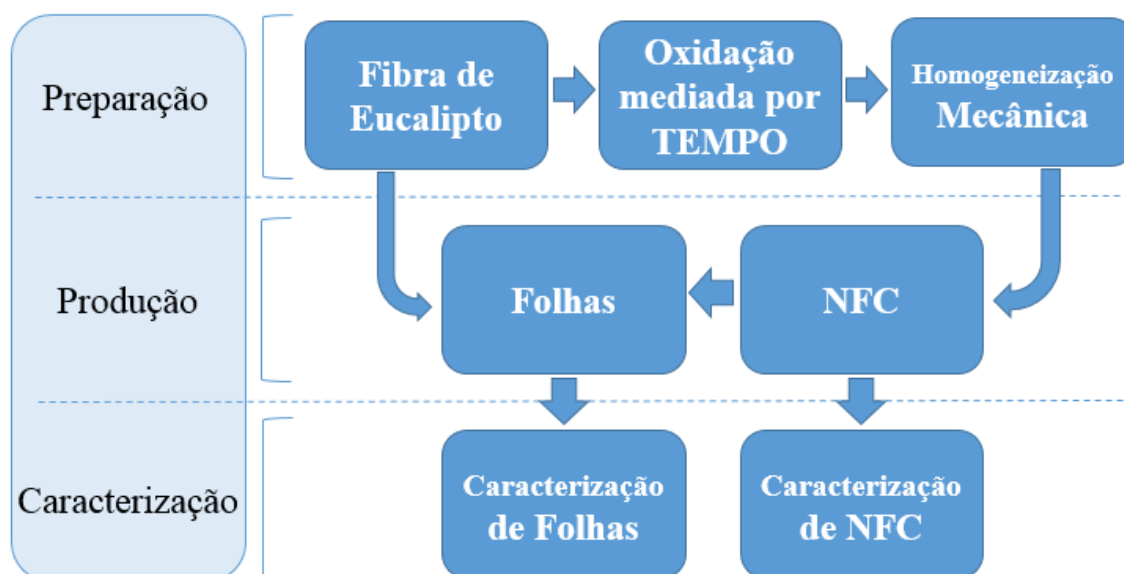 Preparação
Fibra de
Eucalipto
Oxidação
mediada por
TEMPO
Homogeneização
Mecânica
Produção
Folhas
NFC
Caracterização
Caracterização
de Folhas
Caracterização
de NFC